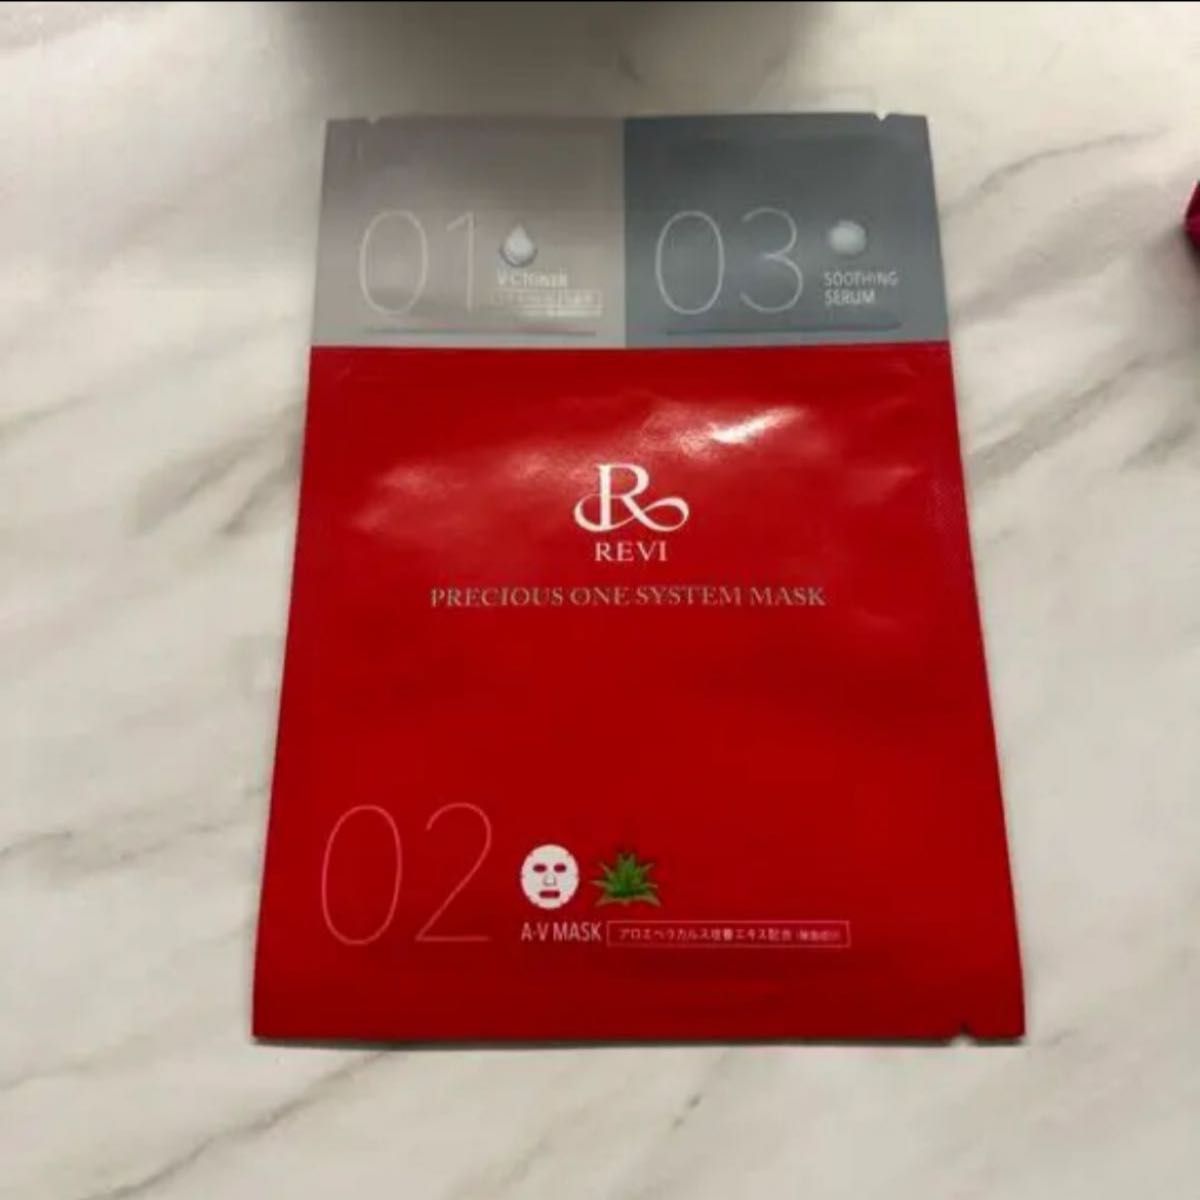 01
V-C TONER
03
SOOTHING
SERUM
R
REVI
PRECIOUS ONE SYSTEM MASK
02
A-V MASK
アロエベラカルス培養エキス配合